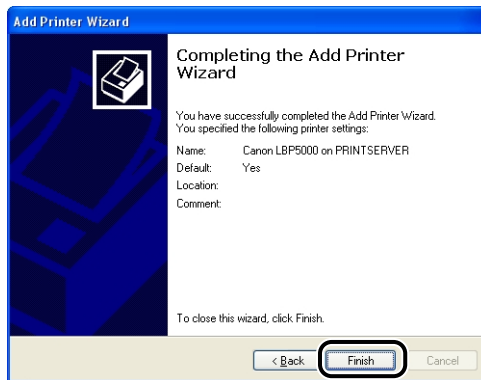 Add Printer Wizard
Completing the Add Printer
Wizard
You have successfully completed the Add Printer Wizard.
You specified the following printer settings:
Name: Canon LBP5000 on PRINTSERVER
Default: Yes
Location:
Comment:
To close this wizard, click Finish.
< Back Finish Cancel